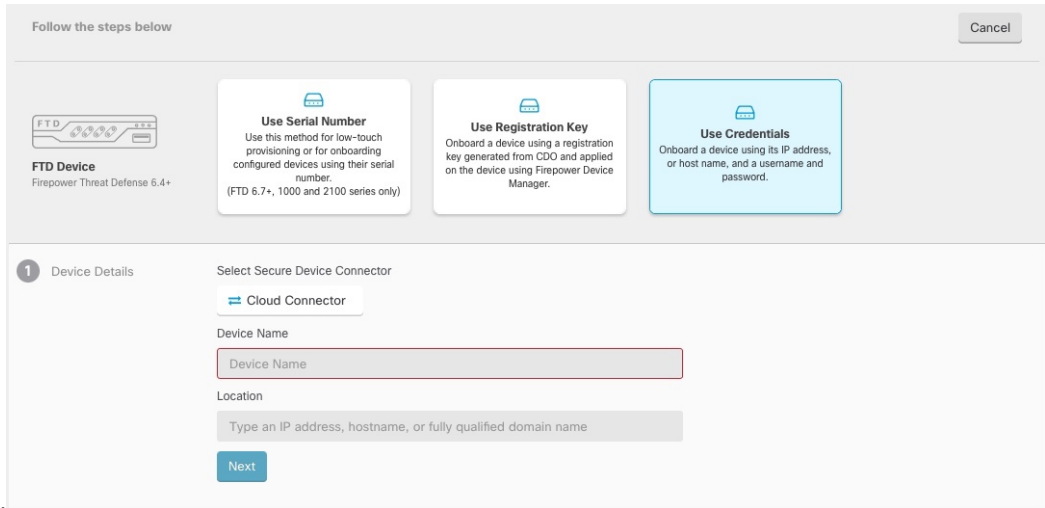 Follow the steps below
Cancel
FTD
FTD Device
Firepower Threat Defense 6.4+
Use Serial Number
Use this method for low-touch
provisioning or for onboarding
configured devices using their serial
number.
(FTD 6.7+, 1000 and 2100 series only)
Use Registration Key
Onboard a device using a registration
key generated from CDO and applied
on the device using Firepower Device
Manager.
Use Credentials
Onboard a device using its IP address,
or host name, and a username and
password.
1 Device Details
Select Secure Device Connector
Cloud Connector
Device Name
Device Name
Location
Type an IP address, hostname, or fully qualified domain name
Next